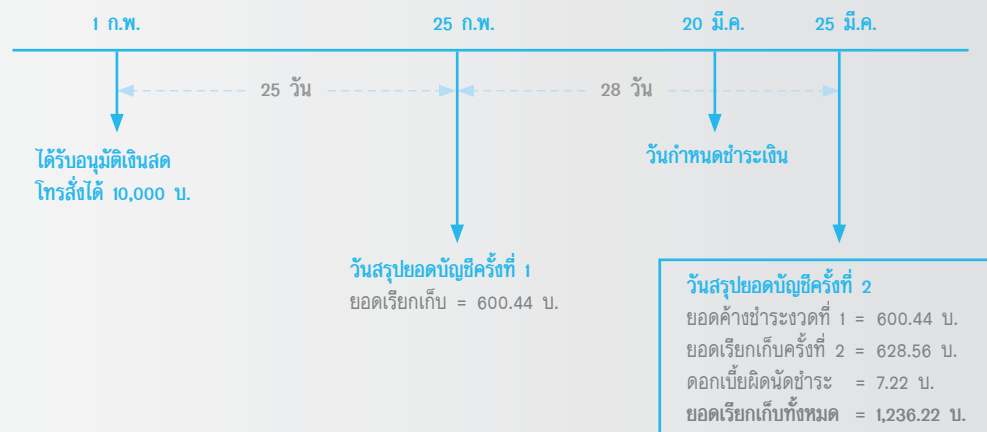 1 ก.พ.
25 ก.พ.
20 มี.ค.
25 มี.ค.
25 วัน
28 วัน
ได้รับอนุมัติเงินสด
โทรสั่งได้ 10,000 บ.
วันกำหนดชำระเงิน
วันสรุปยอดบัญชีครั้งที่ 1
ยอดเรียกเก็บ = 600.44 บ.
วันสรุปยอดบัญชีครั้งที่ 2
ยอดค้างชำระงวดที่ 1 = 600.44 บ.
ยอดเรียกเก็บครั้งที่ 2 = 628.56 บ.
ดอกเบี้ยผิดนัดชำระ = 7.22 บ.
ยอดเรียกเก็บทั้งหมด = 1,236.22 บ.